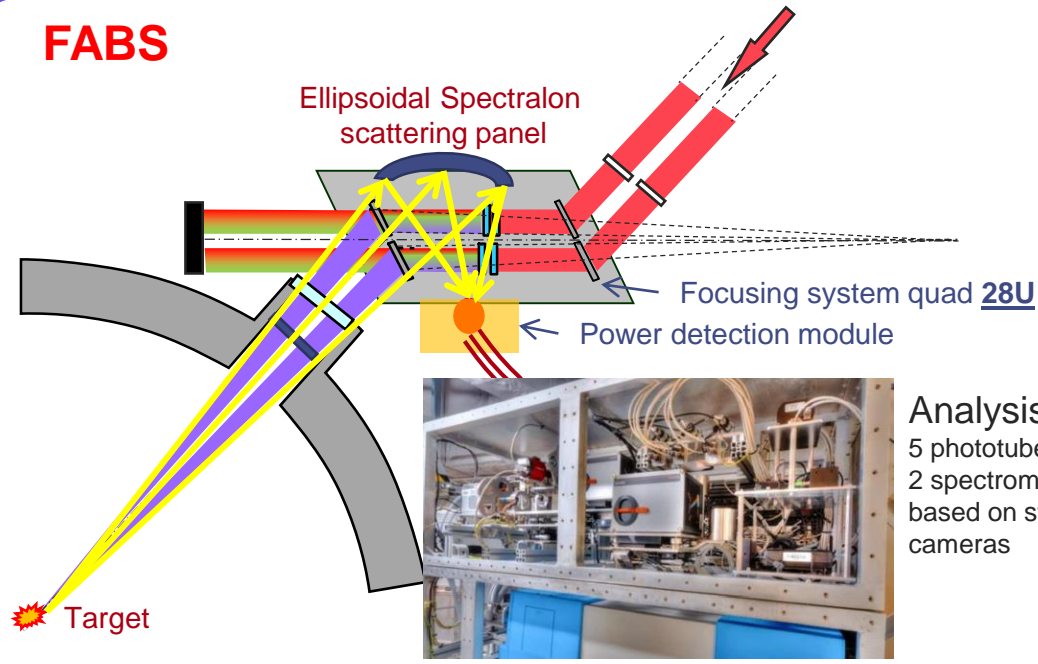 FABS
Ellipsoidal Spectralon
scattering panel
Focusing system quad 28U
Power detection module
Analysis
5 phototube
2 spectrom
based on s
cameras
Target